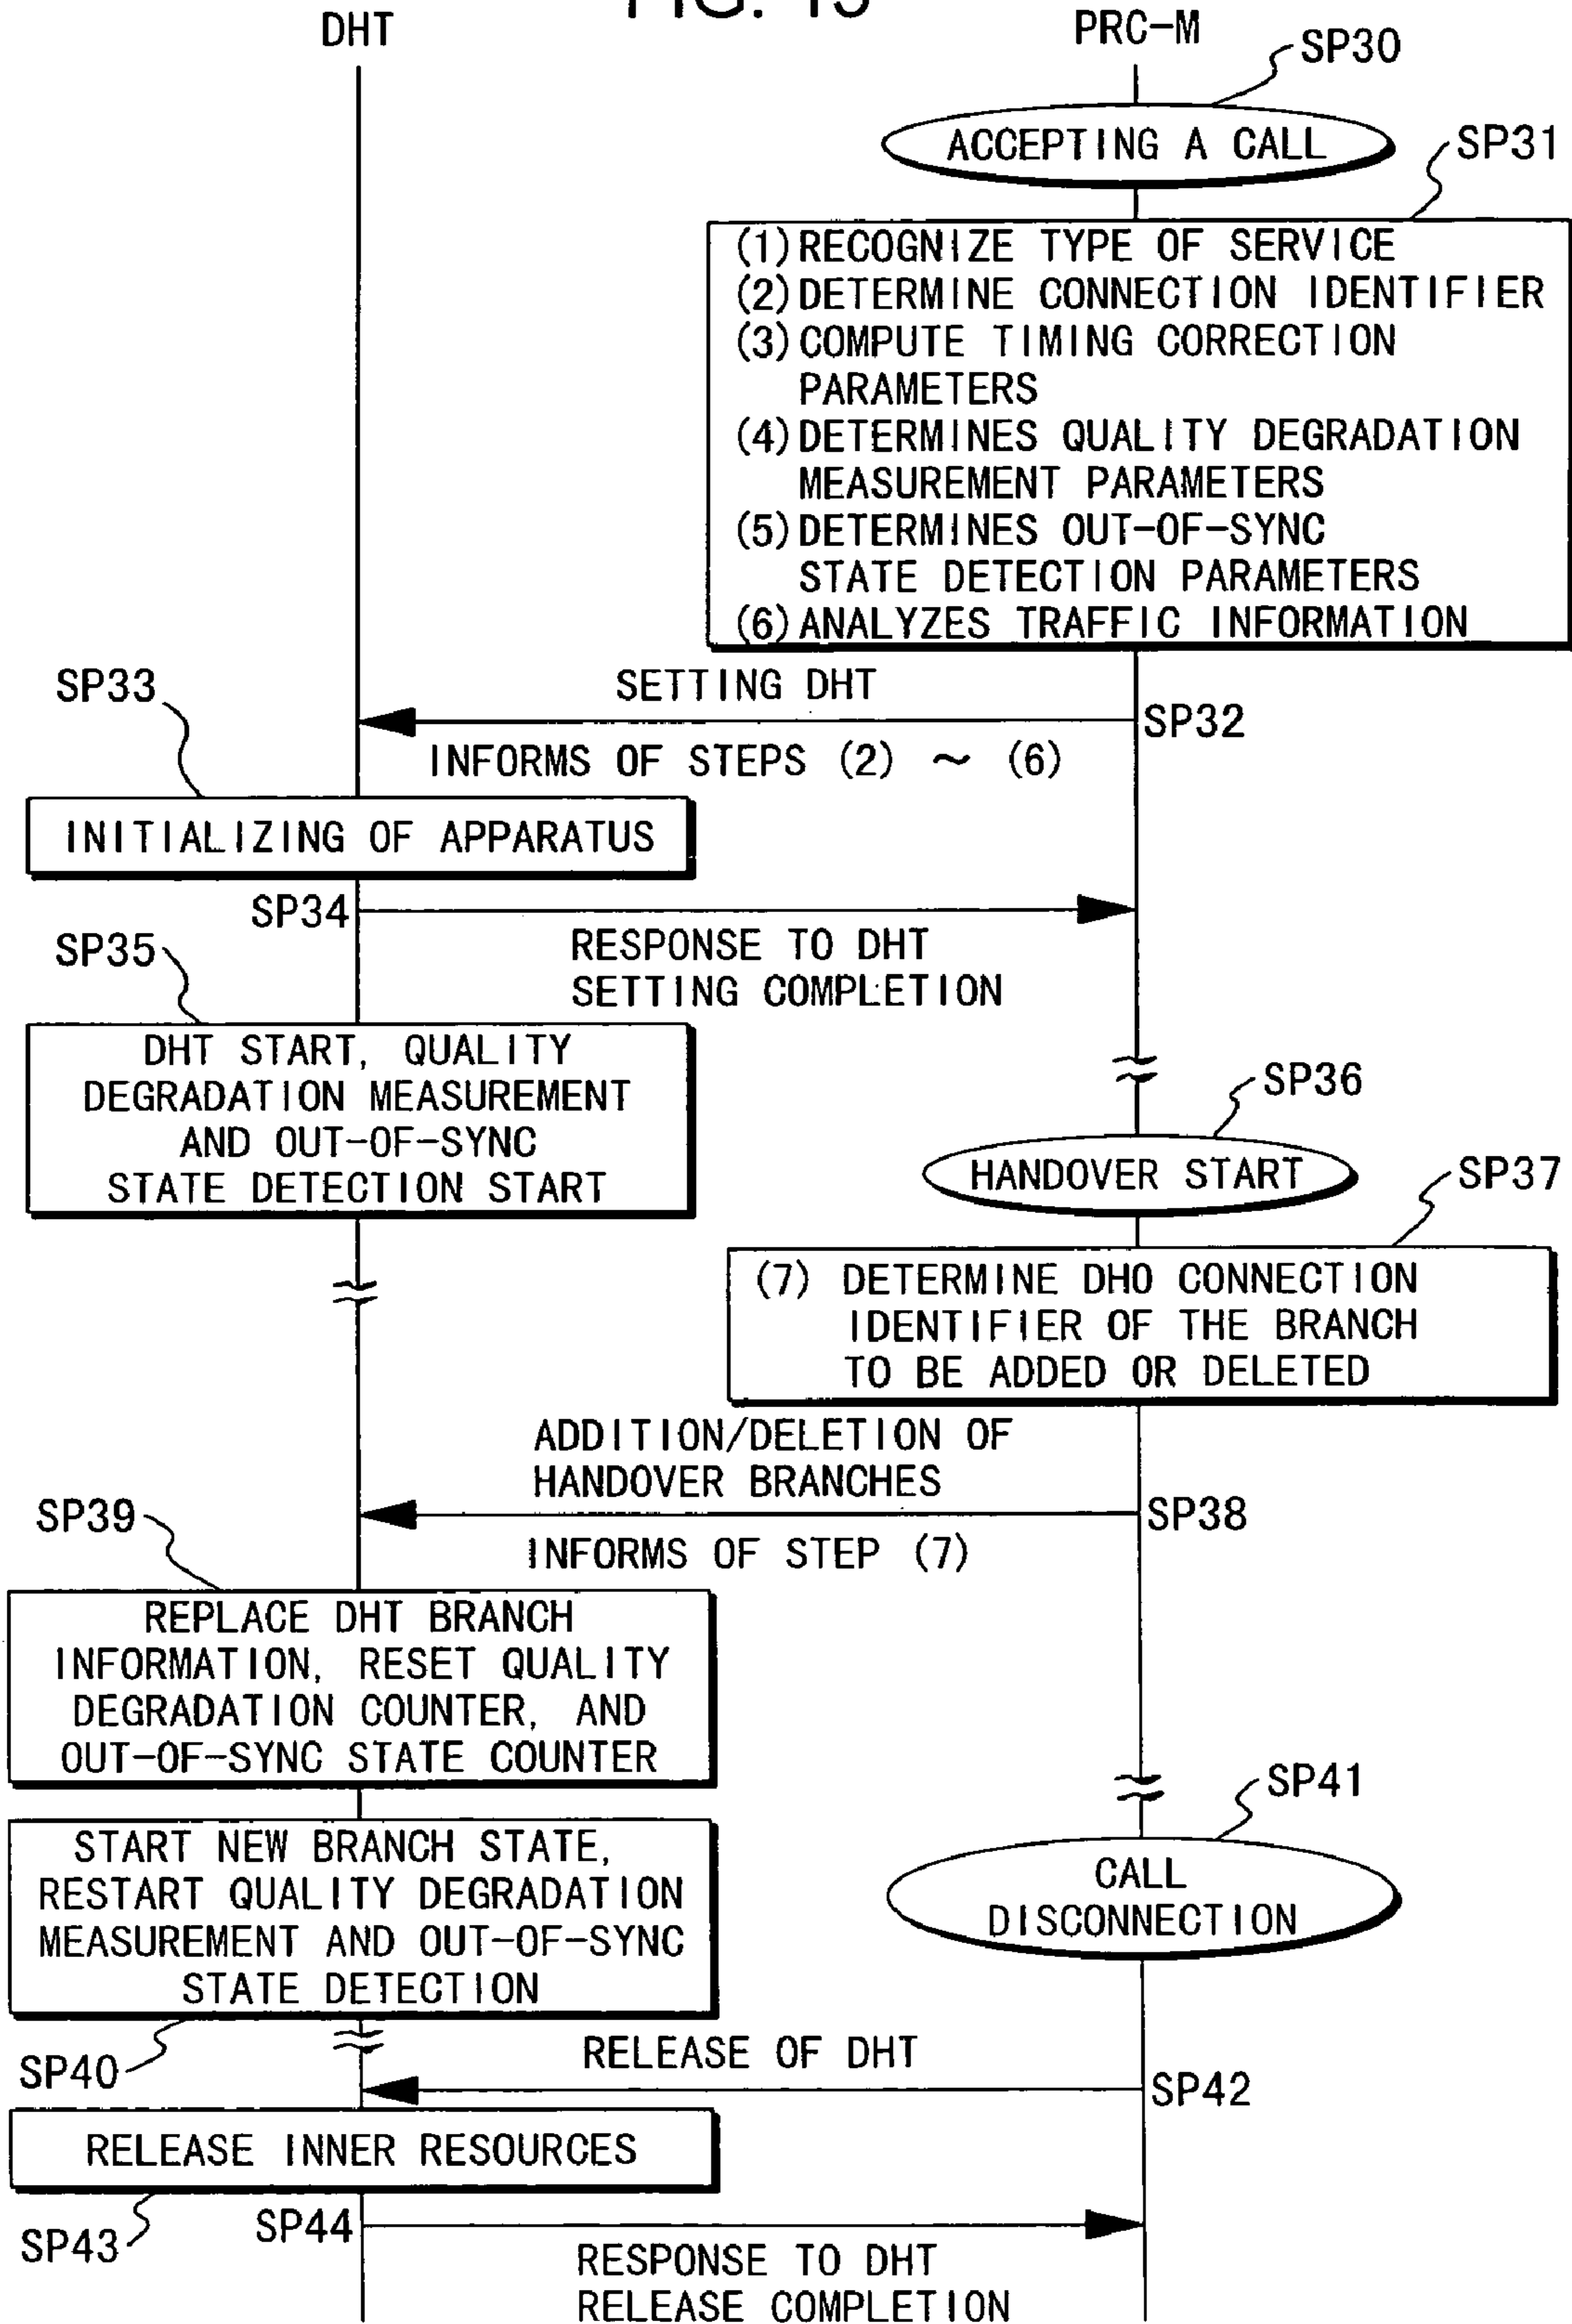 FIG. 15
DHT
PRC-M
SP30
ACCEPTING A CALL
SP31
(1) RECOGNIZE TYPE OF SERVICE
(2) DETERMINE CONNECTION IDENTIFIER
(3) COMPUTE TIMING CORRECTION
PARAMETERS
(4) DETERMINES QUALITY DEGRADATION
MEASUREMENT PARAMETERS
(5) DETERMINES OUT-OF-SYNC
STATE DETECTION PARAMETERS
(6) ANALYZES TRAFFIC INFORMATION
SP33
SETTING DHT
SP32
INFORMS OF STEPS (2) ~ (6)
INITIALIZING OF APPARATUS
SP34
RESPONSE TO DHT
SETTING COMPLETION
SP35
DHT START, QUALITY
DEGRADATION MEASUREMENT
AND OUT-OF-SYNC
STATE DETECTION START
SP36
HANDOVER START
SP37
(7) DETERMINE DHO CONNECTION
IDENTIFIER OF THE BRANCH
TO BE ADDED OR DELETED
ADDITION/DELETION OF
HANDOVER BRANCHES
SP38
INFORMS OF STEP (7)
SP39
REPLACE DHT BRANCH
INFORMATION, RESET QUALITY
DEGRADATION COUNTER, AND
OUT-OF-SYNC STATE COUNTER
START NEW BRANCH STATE,
RESTART QUALITY DEGRADATION
MEASUREMENT AND OUT-OF-SYNC
STATE DETECTION
SP40
SP41
CALL
DISCONNECTION
RELEASE OF DHT
SP42
RELEASE INNER RESOURCES
SP43
SP44
RESPONSE TO DHT
RELEASE COMPLETION